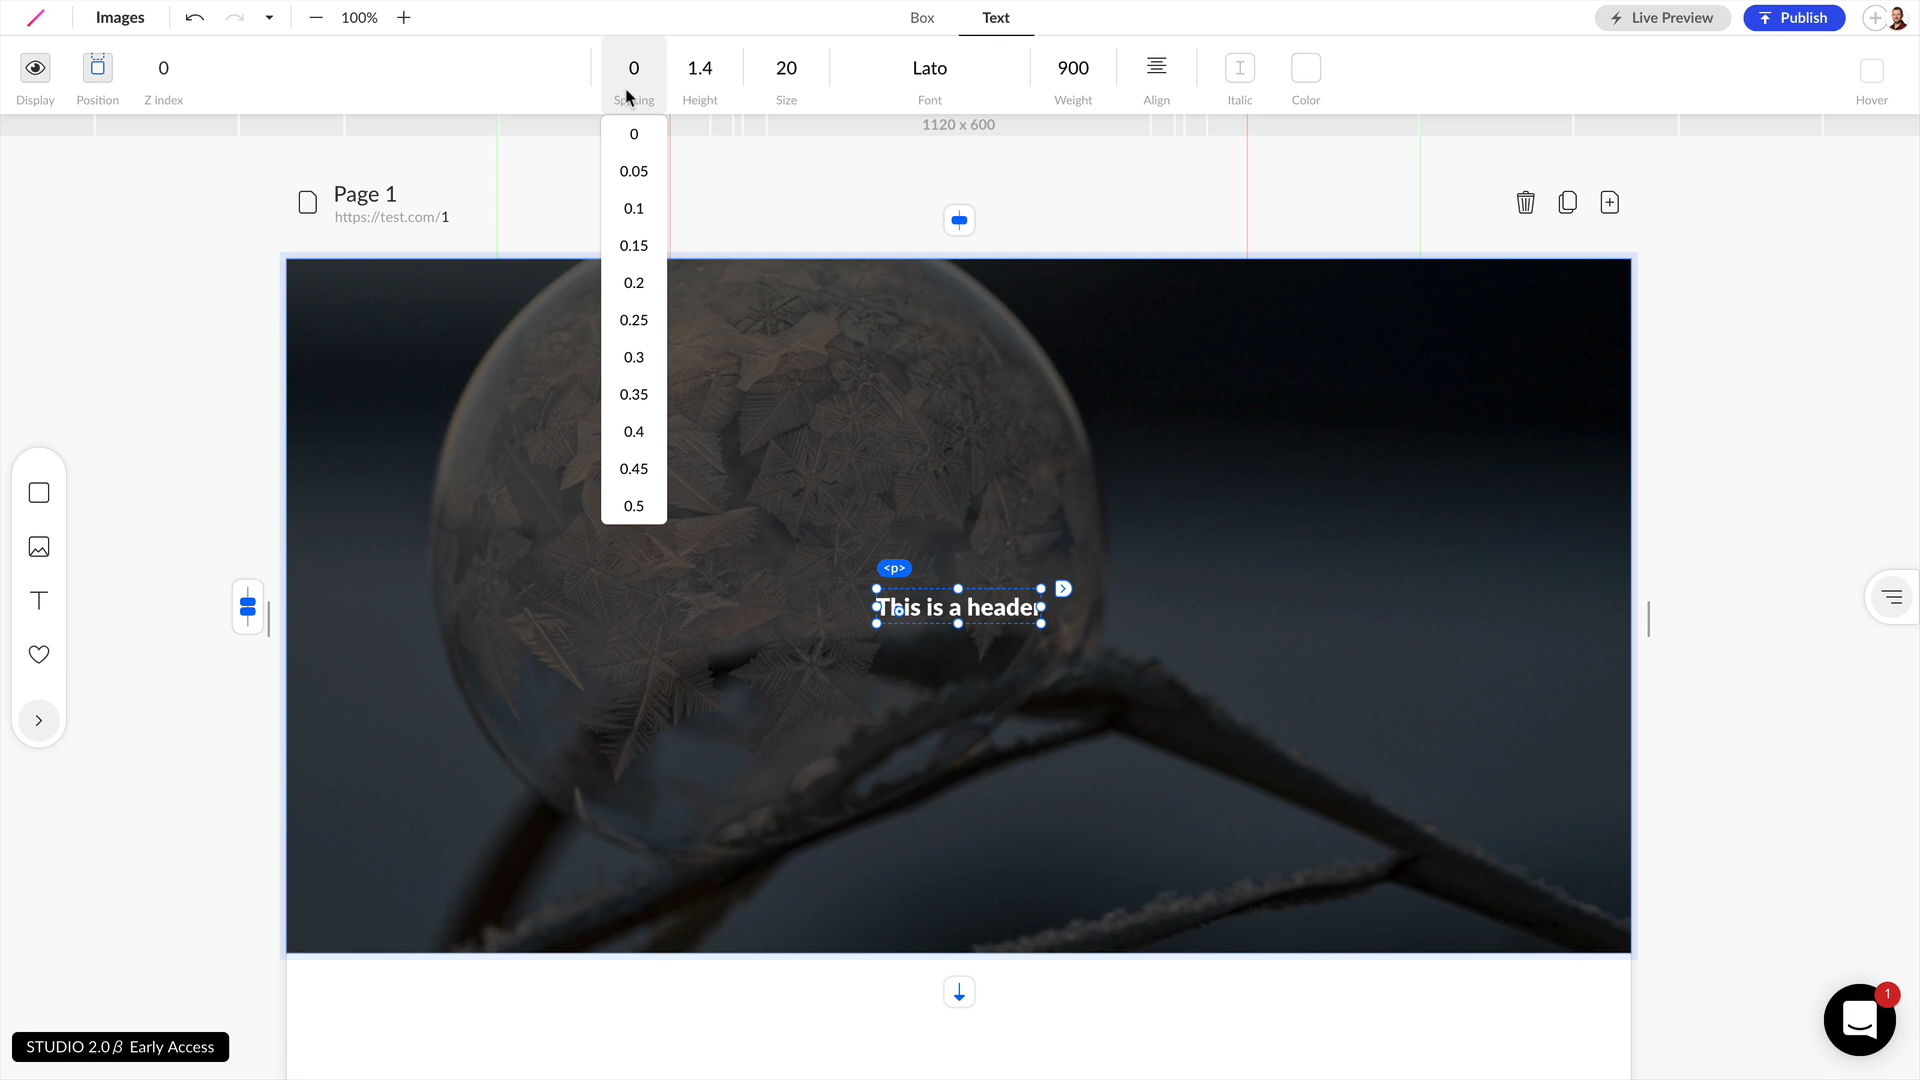 Images
100%
Box
Text
Live Preview
Publish
0
1.4
20
Lato
900
Display
Position
0
Z index
Spacing
Height
Size
Font
Weight
Align
Italic
Color
Hover
1120 x 600
0
0.05
0.1
0.15
0.2
0.25
0.3
0.35
0.4
0.45
0.5
Page 1
https://test.com/1
<p>
This is a header
1
STUDIO 2.0 β Early Access